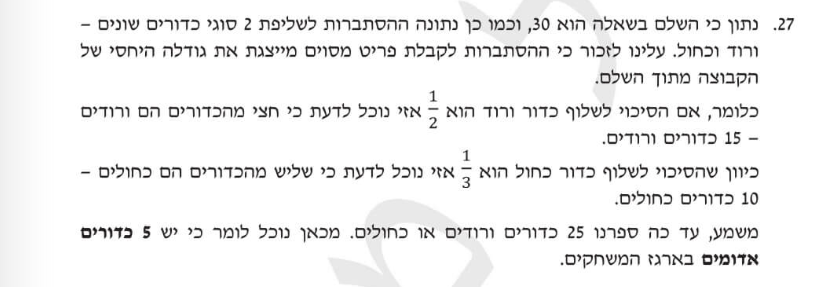 27. נתון כי השלם בשאלה הוא 30, וכמו כן נתונה ההסתברות לשליפת 2 סוגי כדורים שונים –
ורוד וכחול. עלינו לזכור כי ההסתברות לקבלת פריט מסוים מייצגת את גודלה היחסי של
הקבוצה מתוך השלם.
כלומר, אם הסיכוי לשלוף כדור ורוד הוא 1/2 אזי נוכל לדעת כי חצי מהכדורים הם ורודים
– 15 כדורים ורודים.
כיוון שהסיכוי לשלוף כדור כחול הוא 1/3 אזי נוכל לדעת כי שליש מהכדורים הם כחולים –
10 כדורים כחולים.
משמע, עד כה ספרנו 25 כדורים ורודים או כחולים. מכאן נוכל לומר כי יש 5 כדורים
אדומים בארגז המשחקים.